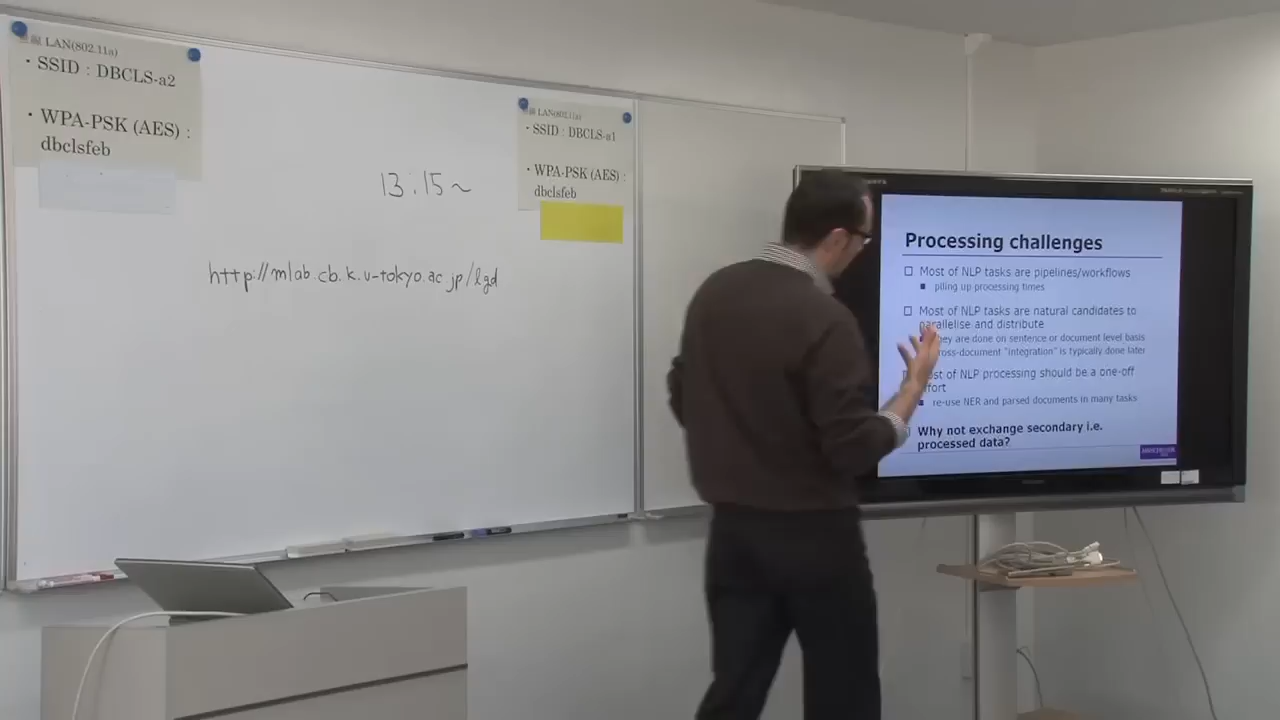 LAN(802.11a)
・SSID : DBCLS-a2
・WPA-PSK (AES) :
dbclsfeb
LAN(802.11a)
・SSID : DBCLS-a1
・WPA-PSK (AES) :
dbclsfeb
13:15~
http://mlab.cb.k.u-tokyo.ac.jp/lgd
Processing challenges
Most of NLP tasks are pipelines/workflows
piling up processing times
Most of NLP tasks are natural candidates to
parallelise and distribute
they are done on sentence or document level basis
cross-document "integration" is typically done later
Most of NLP processing should be a one-off
effort
re-use NER and parsed documents in many tasks
Why not exchange secondary i.e.
processed data?
MANCHESTER